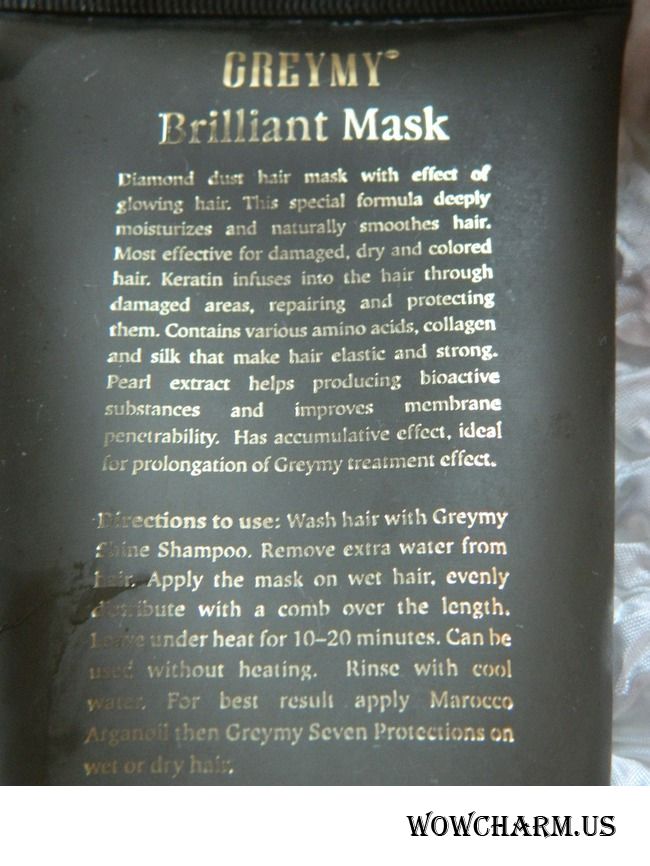 GREYMY®
Brilliant Mask
Diamond dust hair mask with effect of
glowing hair. This special formula deeply
moisturizes and naturally smoothes hair.
Most effective for damaged, dry and colored
hair. Keratin infuses into the hair through
damaged areas, repairing and protecting
them. Contains various amino acids, collagen
and silk that make hair elastic and strong.
Pearl extract helps producing bioactive
substances and improves membrane
penetrability. Has accumulative effect, ideal
for prolongation of Greymy treatment effect.
Directions to use: Wash hair with Greymy
Shine Shampoo. Remove extra water from
hair. Apply the mask on wet hair, evenly
distribute with a comb over the length.
Leave under heat for 10–20 minutes. Can be
used without heating. Rinse with cool
water. For best result apply Marocco
Arganoil then Greymy Seven Protections on
wet or dry hair.
WOWCHARM.US